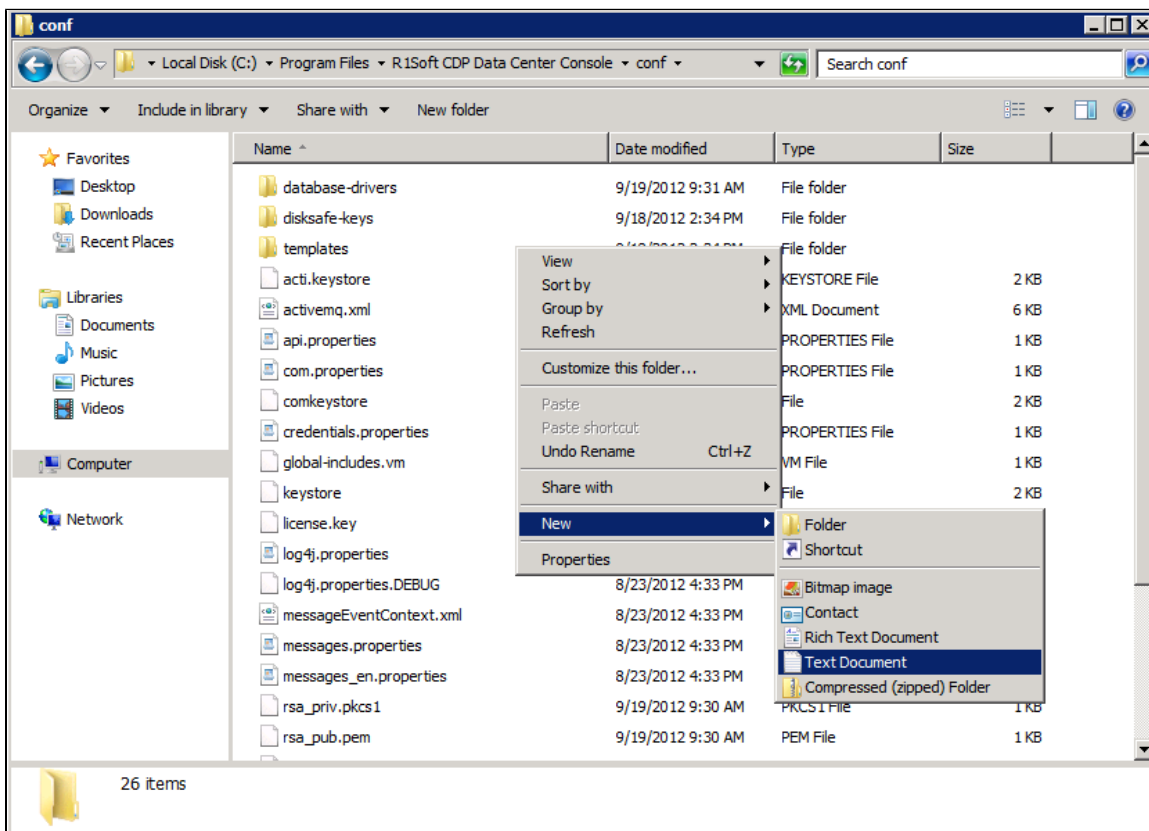 conf
Local Disk (C:) Program Files R1Soft CDP Data Center Console conf
Search conf
Organize Include in library Share with New folder
Favorites
Desktop
Downloads
Recent Places
Libraries
Documents
Music
Pictures
Videos
Computer
Network
Name Date modified Type Size
database-drivers 9/19/2012 9:31 AM File folder
disksafe-keys 9/18/2012 2:34 PM File folder
templates File folder
acti.keystore KEYSTORE File 2 KB
activemq.xml XML Document 6 KB
api.properties PROPERTIES File 1 KB
com.properties PROPERTIES File 1 KB
comkeystore File 2 KB
credentials.properties PROPERTIES File 1 KB
global-includes.vm VM File 1 KB
keystore File 2 KB
license.key
log4j.properties
log4j.properties.DEBUG 8/23/2012 4:33 PM
messageEventContext.xml 8/23/2012 4:33 PM
messages.properties 8/23/2012 4:33 PM
messages_en.properties 8/23/2012 4:33 PM
rsa_priv.pkcs1 9/19/2012 9:30 AM PKCS1 File 1 KB
rsa_pub.pem 9/19/2012 9:30 AM PEM File 1 KB
View
Sort by
Group by
Refresh
Customize this folder...
Paste
Paste shortcut
Undo Rename Ctrl+Z
Share with
New
Properties
Folder
Shortcut
Bitmap image
Contact
Rich Text Document
Text Document
Compressed (zipped) Folder
26 items